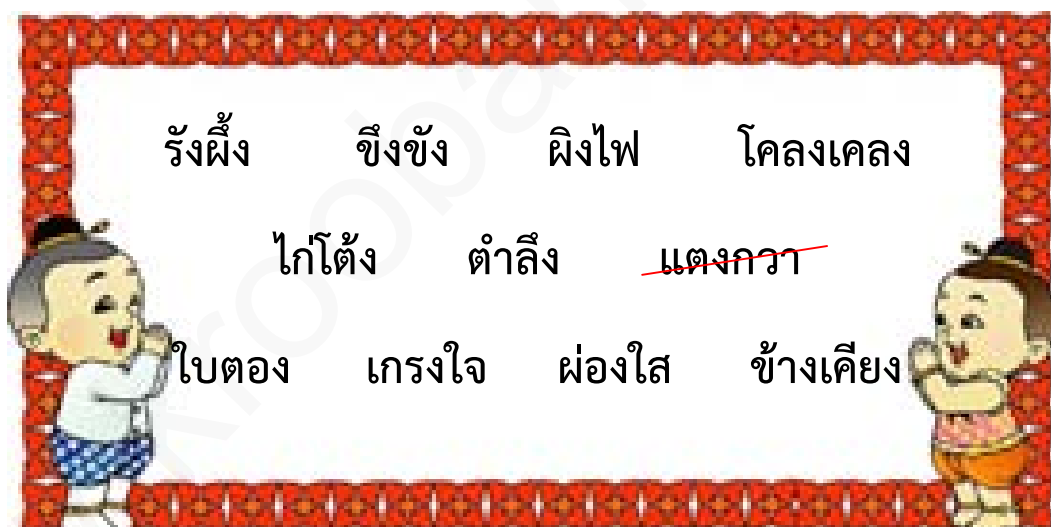 รังผึ้ง ขึงขัง ผิงไฟ โคลงเคลง
ไก่โต้ง ตำลึง แตงกวา
ใบตอง เกรงใจ ผ่องใส ข้างเคียง